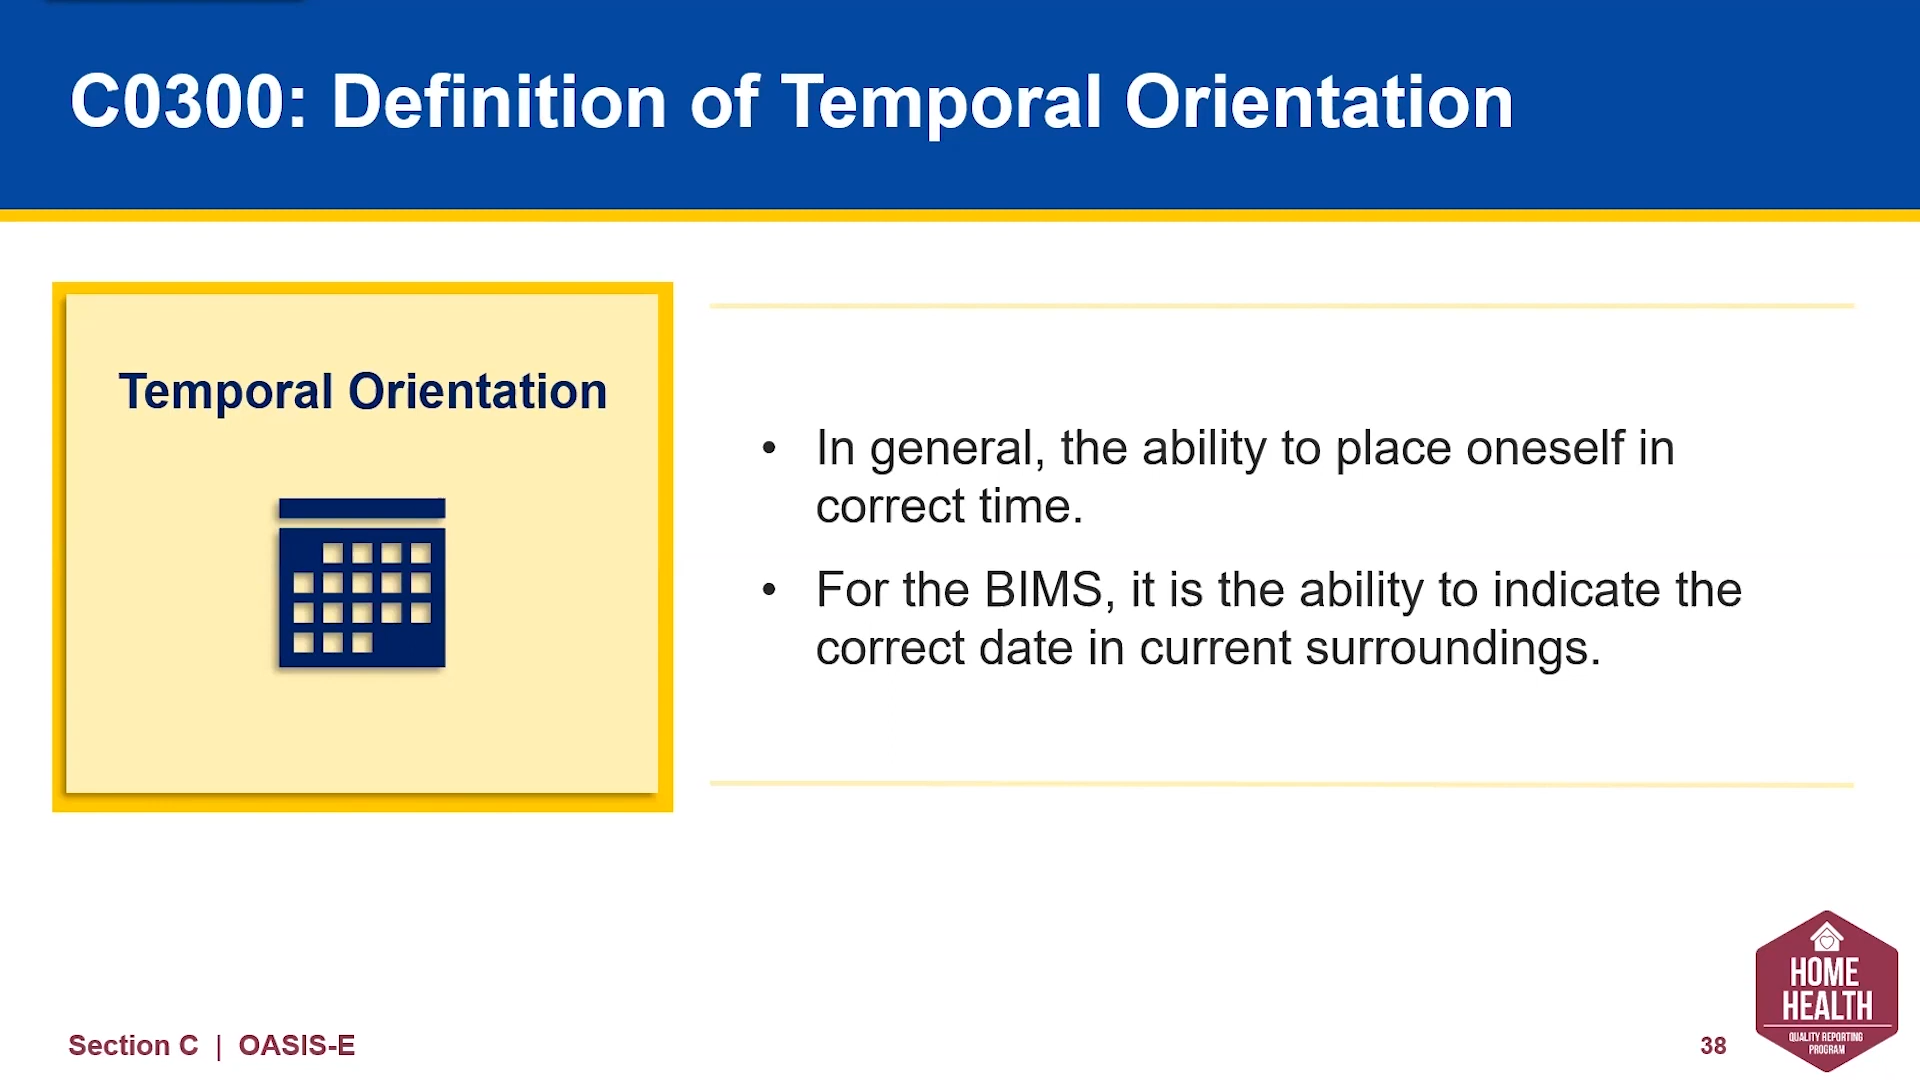 C0300: Definition of Temporal Orientation
Temporal Orientation
• In general, the ability to place oneself in
correct time.
• For the BIMS, it is the ability to indicate the
correct date in current surroundings.
Section C | OASIS-E
38
HOME
HEALTH
QUALITY REPORTING
PROGRAM